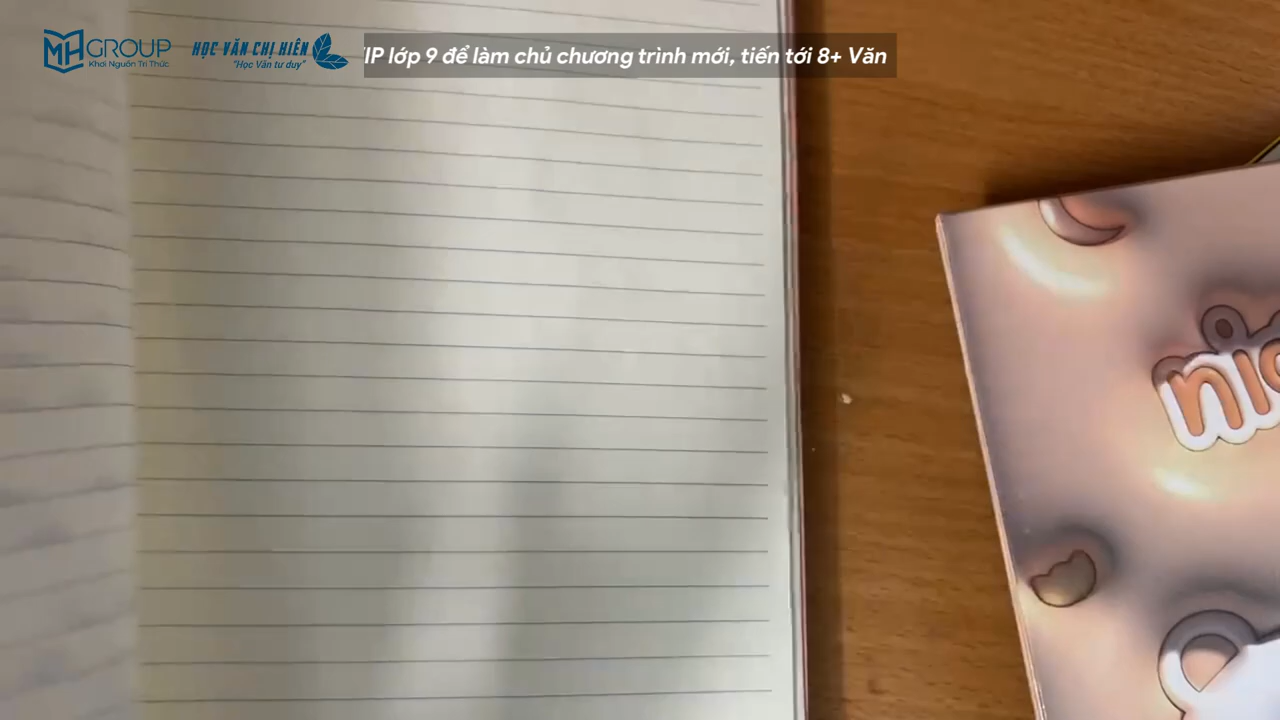 MH GROUP
Khơi Nguồn Tri Thức
HỌC VĂN CHỊ HIÊN
"Học Văn tư duy"
IP lớp 9 để làm chủ chương trình mới, tiến tới 8+ Văn